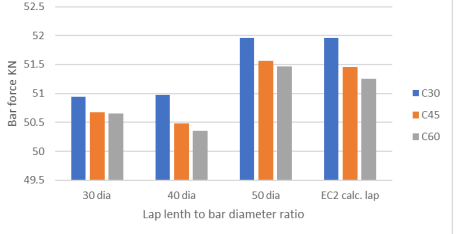 52.5
52
51.5
51
50.5
50
49.5
Bar force KN
30 dia
40 dia
50 dia
EC2 calc. lap
Lap lenth to bar diameter ratio
C30
C45
C60